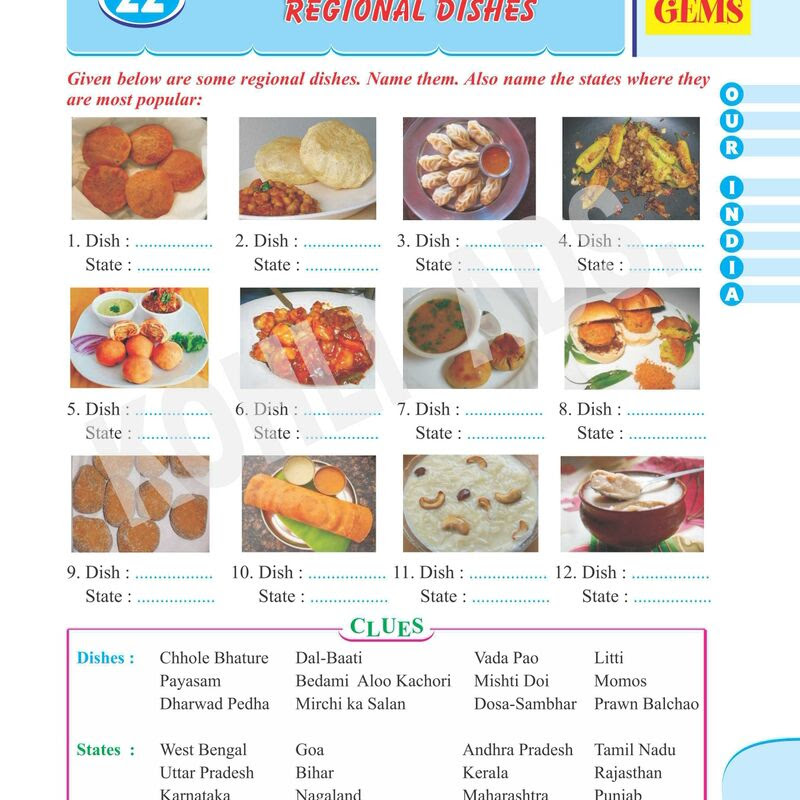 22
REGIONAL DISHES
GEMS
Given below are some regional dishes. Name them. Also name the states where they
are most popular:
OUR INDIA
1. Dish : .................. 2. Dish : .................. 3. Dish : .................. 4. Dish : ..................
State : ................. State : ................. State : ................. State : .................
5. Dish : .................. 6. Dish : .................. 7. Dish : .................. 8. Dish : ..................
State : ................. State : ................. State : ................. State : .................
9. Dish : .................. 10. Dish : .................. 11. Dish : .................. 12. Dish : ..................
State : ................. State : ................. State : ................. State : .................
KOHLI ADS.
CLUES
Dishes : Chhole Bhature Dal-Baati Vada Pao Litti
Payasam Bedami Aloo Kachori Mishti Doi Momos
Dharwad Pedha Mirchi ka Salan Dosa-Sambhar Prawn Balchao
States : West Bengal Goa Andhra Pradesh Tamil Nadu
Uttar Pradesh Bihar Kerala Rajasthan
Karnataka Nagaland Maharashtra Punjab